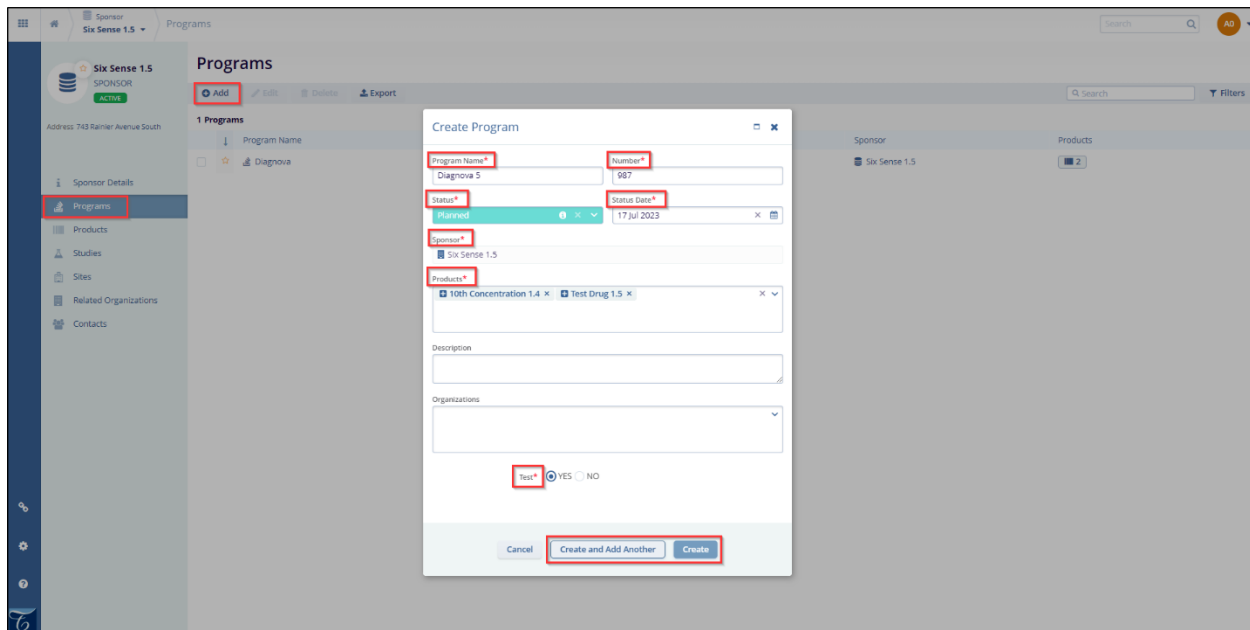 Sponsor
Six Sense 1.5
Programs
Search
AD
Six Sense 1.5
SPONSOR
ACTIVE
Address 743 Rainier Avenue South
Sponsor Details
Programs
Products
Studies
Sites
Related Organizations
Contacts
Programs
Add Edit Delete Export
Search
Filters
1 Programs
Program Name
Sponsor
Products
Diagnova
Six Sense 1.5
2
Create Program
Program Name* Number*
Diagnova 5 987
Status* Status Date*
Planned 17 Jul 2023
Sponsor*
Six Sense 1.5
Products*
10th Concentration 1.4 × Test Drug 1.5 ×
Description
Organizations
Test* YES NO
Cancel Create and Add Another Create